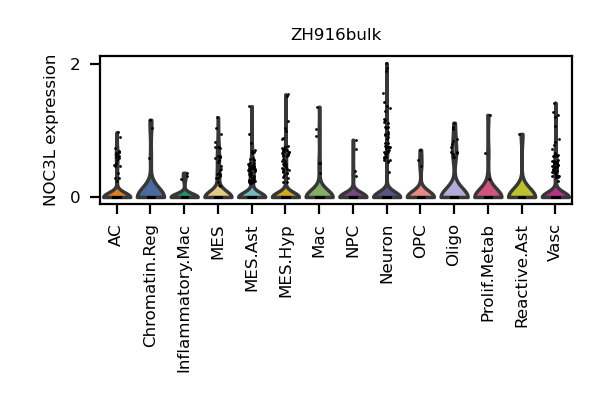 ZH916bulk
NOC3L expression
2
0
AC
Chromatin.Reg
Inflammatory.Mac
MES
MES.Ast
MES.Hyp
Mac
NPC
Neuron
OPC
Oligo
Prolif.Metab
Reactive.Ast
Vasc